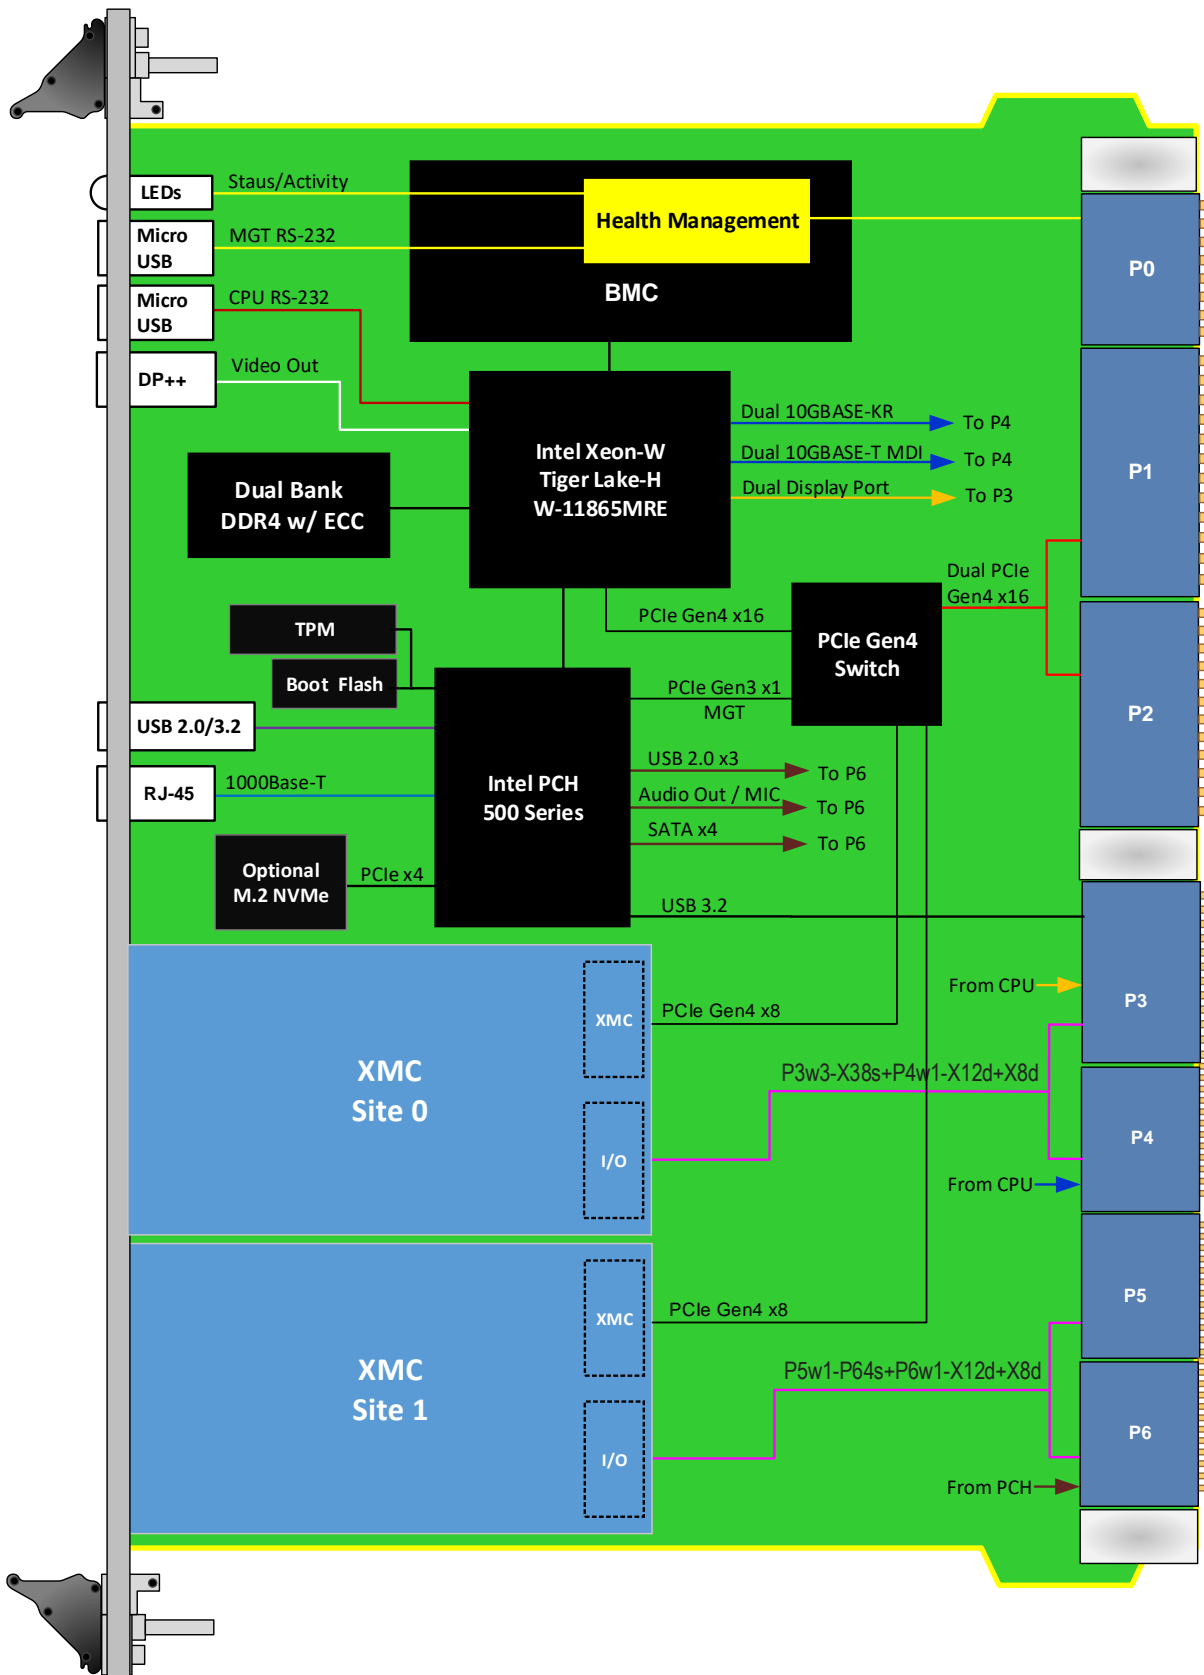 LEDs
Staus/Activity
Health Management
Micro
USB
MGT RS-232
BMC
P0
Micro
USB
CPU RS-232
DP++
Video Out
Intel Xeon-W
Tiger Lake-H
W-11865MRE
Dual 10GBASE-KR
To P4
Dual 10GBASE-T MDI
To P4
Dual Display Port
To P3
P1
Dual Bank
DDR4 w/ ECC
Dual PCIe
Gen4 x16
PCIe Gen4 x16
PCIe Gen4
Switch
TPM
Boot Flash
PCIe Gen3 x1
MGT
P2
USB 2.0/3.2
RJ-45
1000Base-T
Intel PCH
500 Series
USB 2.0 x3
To P6
Audio Out / MIC
To P6
SATA x4
To P6
Optional
M.2 NVMe
PCIe x4
USB 3.2
From CPU
P3
XMC
PCIe Gen4 x8
XMC
Site 0
P3w3-X38s+P4w1-X12d+X8d
I/O
P4
From CPU
P5
XMC
PCIe Gen4 x8
XMC
Site 1
P5w1-P64s+P6w1-X12d+X8d
I/O
P6
From PCH